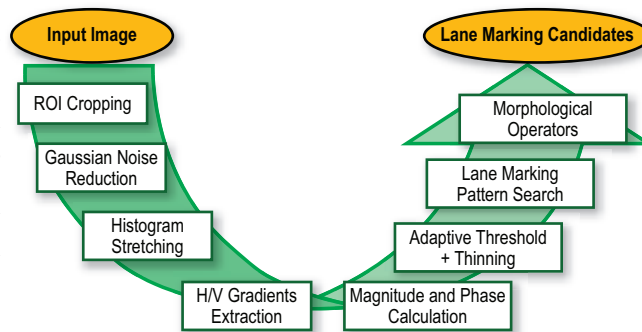 Input Image
Lane Marking Candidates
ROI Cropping
Gaussian Noise
Reduction
Histogram
Stretching
H/V Gradients
Extraction
Magnitude and Phase
Calculation
Adaptive Threshold
+ Thinning
Lane Marking
Pattern Search
Morphological
Operators